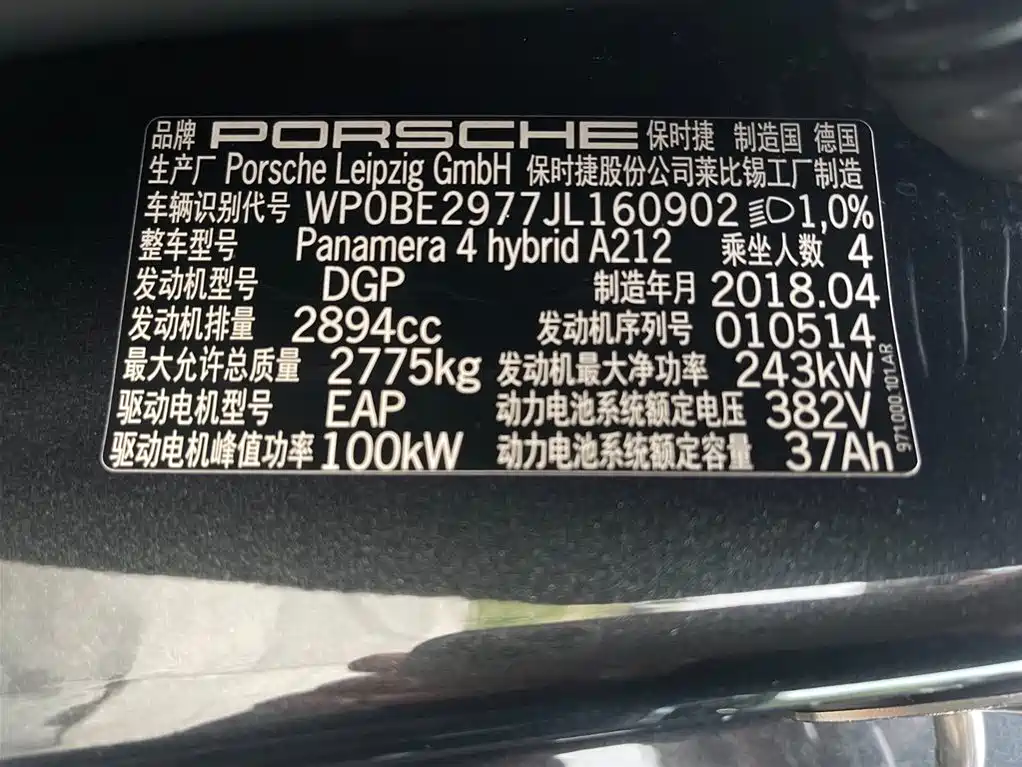 品牌 PORSCHE 保时捷 制造国 德国
生产厂 Porsche Leipzig GmbH 保时捷股份公司莱比锡工厂制造
车辆识别代号 WP0BE2977JL160902 1,0%
整车型号 Panamera 4 hybrid A212 乘坐人数 4
发动机型号 DGP 制造年月 2018.04
发动机排量 2894cc 发动机序列号 010514
最大允许总质量 2775kg 发动机最大净功率 243kW
驱动电机型号 EAP 动力电池系统额定电压 382V
驱动电机峰值功率 100kW 动力电池系统额定容量 37Ah
971.000.101.AR